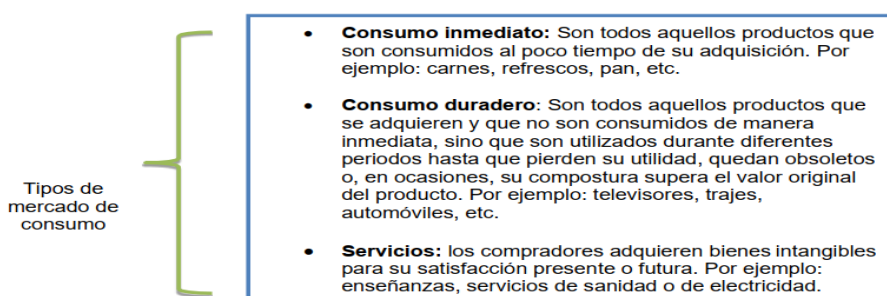 Tipos de
mercado de
consumo
• Consumo inmediato: Son todos aquellos productos que
son consumidos al poco tiempo de su adquisición. Por
ejemplo: carnes, refrescos, pan, etc.
• Consumo duradero: Son todos aquellos productos que
se adquieren y que no son consumidos de manera
inmediata, sino que son utilizados durante diferentes
periodos hasta que pierden su utilidad, quedan obsoletos
o, en ocasiones, su compostura supera el valor original
del producto. Por ejemplo: televisores, trajes,
automóviles, etc.
• Servicios: los compradores adquieren bienes intangibles
para su satisfacción presente o futura. Por ejemplo:
enseñanzas, servicios de sanidad o de electricidad.